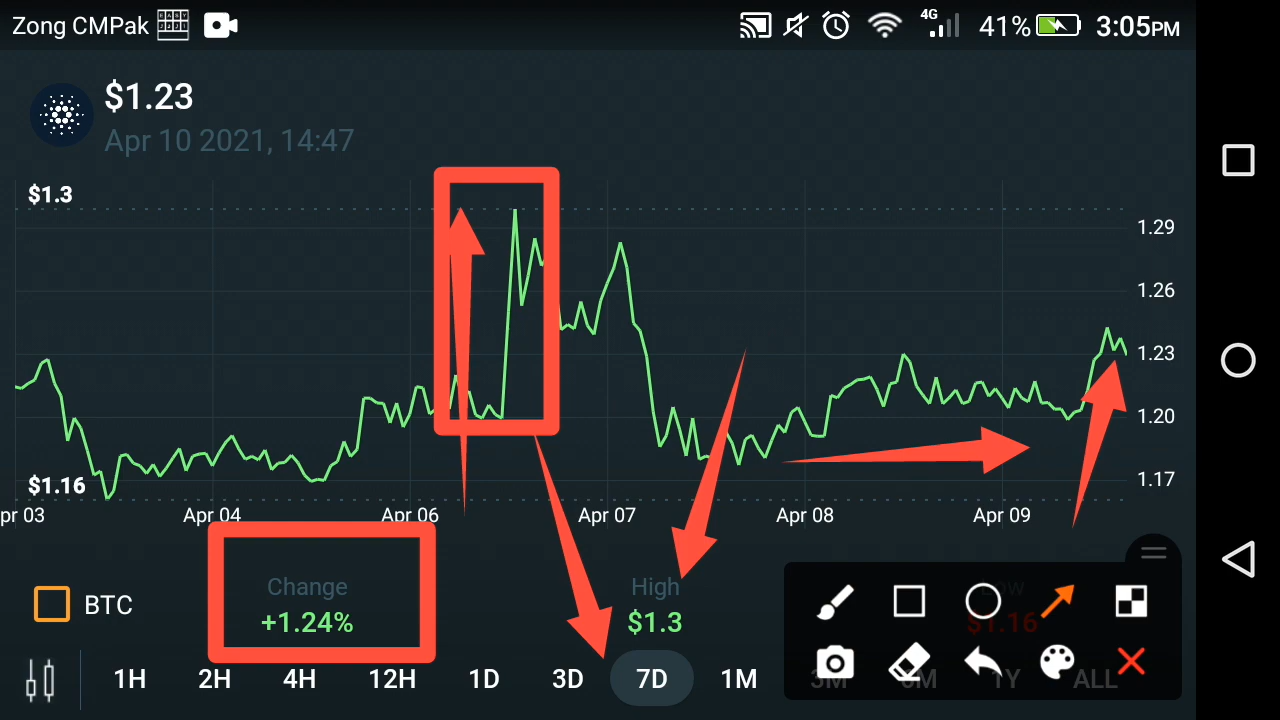 Zong CMPak 4G 41% 3:05PM
$1.23
Apr 10 2021, 14:47
$1.3
1.29
1.26
1.23
1.20
$1.16 1.17
pr 03 Apr 04 Apr 06 Apr 07 Apr 08 Apr 09
Change High Low
BTC +1.24% $1.3 $1.16
1H 2H 4H 12H 1D 3D 7D 1M 3M 6M 1Y ALL